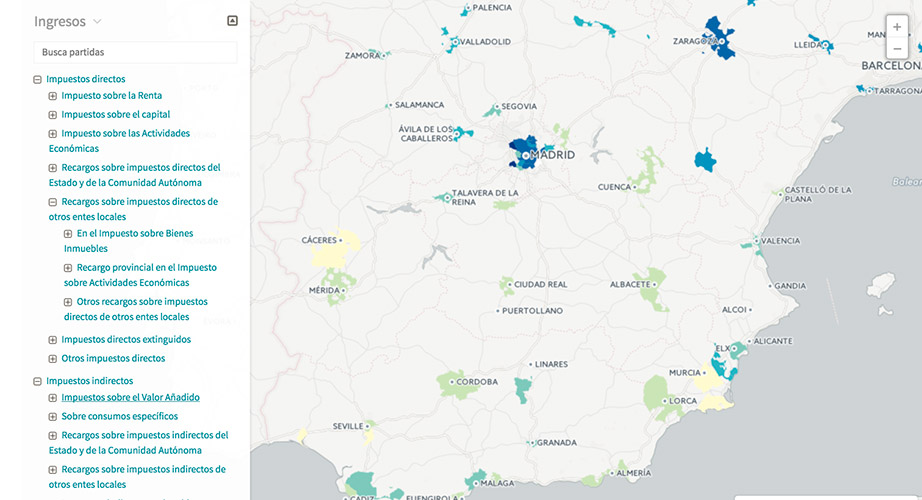 Ingresos
Busca partidas
Impuestos directos
Impuesto sobre la Renta
Impuestos sobre el capital
Impuesto sobre las Actividades
Económicas
Recargos sobre impuestos directos del
Estado y de la Comunidad Autónoma
Recargos sobre impuestos directos de
otros entes locales
En el Impuesto sobre Bienes
Inmuebles
Recargo provincial en el Impuesto
sobre Actividades Económicas
Otros recargos sobre impuestos
directos de otros entes locales
Impuestos directos extinguidos
Otros impuestos directos
Impuestos indirectos
Impuestos sobre el Valor Añadido
Sobre consumos específicos
Recargos sobre impuestos indirectos del
Estado y de la Comunidad Autónoma
Recargos sobre impuestos indirectos de
otros entes locales
PALENCIA
VALLADOLID
ZAMORA
ZARAGOZA
LLEIDA
MAN
BARCELON
TARRAGONA
SALAMANCA
SEGOVIA
ÁVILA DE LOS
CABALLEROS
MADRID
TALAVERA DE LA
REINA
CUENCA
CASTELLÓ DE LA
PLANA
Balear
CÁCERES
VALENCIA
MÉRIDA
CIUDAD REAL
ALBACETE
GANDIA
PUERTOLLANO
ALCOI
ALICANTE
ELX
LINARES
MURCIA
CORDOBA
LORCA
SEVILLE
GRANADA
ALMERÍA
MALAGA
CÁDIZ
FUENGIROLA
+
−